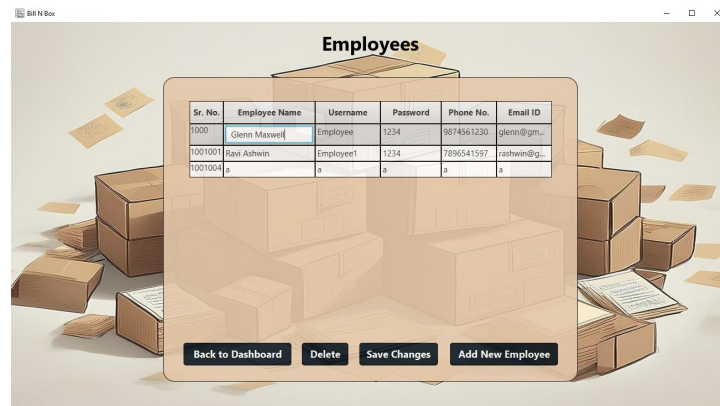 Bill N Box
Employees
Sr. No. Employee Name Username Password Phone No. Email ID
1000 Glenn Maxwell Employee 1234 9874561230 glenn@gm...
1001001 Ravi Ashwin Employee1 1234 7896541597 rashwin@g...
1001004 a a a a a
Back to Dashboard Delete Save Changes Add New Employee